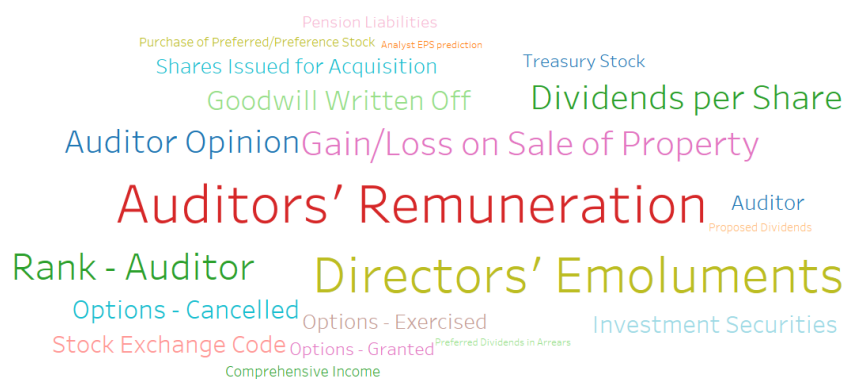 Pension Liabilities
Purchase of Preferred/Preference Stock
Analyst EPS prediction
Shares Issued for Acquisition
Treasury Stock
Goodwill Written Off
Dividends per Share
Auditor Opinion
Gain/Loss on Sale of Property
Auditors’ Remuneration
Auditor
Proposed Dividends
Rank - Auditor
Directors’ Emoluments
Options - Cancelled
Options - Exercised
Investment Securities
Stock Exchange Code
Options - Granted
Preferred Dividends in Arrears
Comprehensive Income